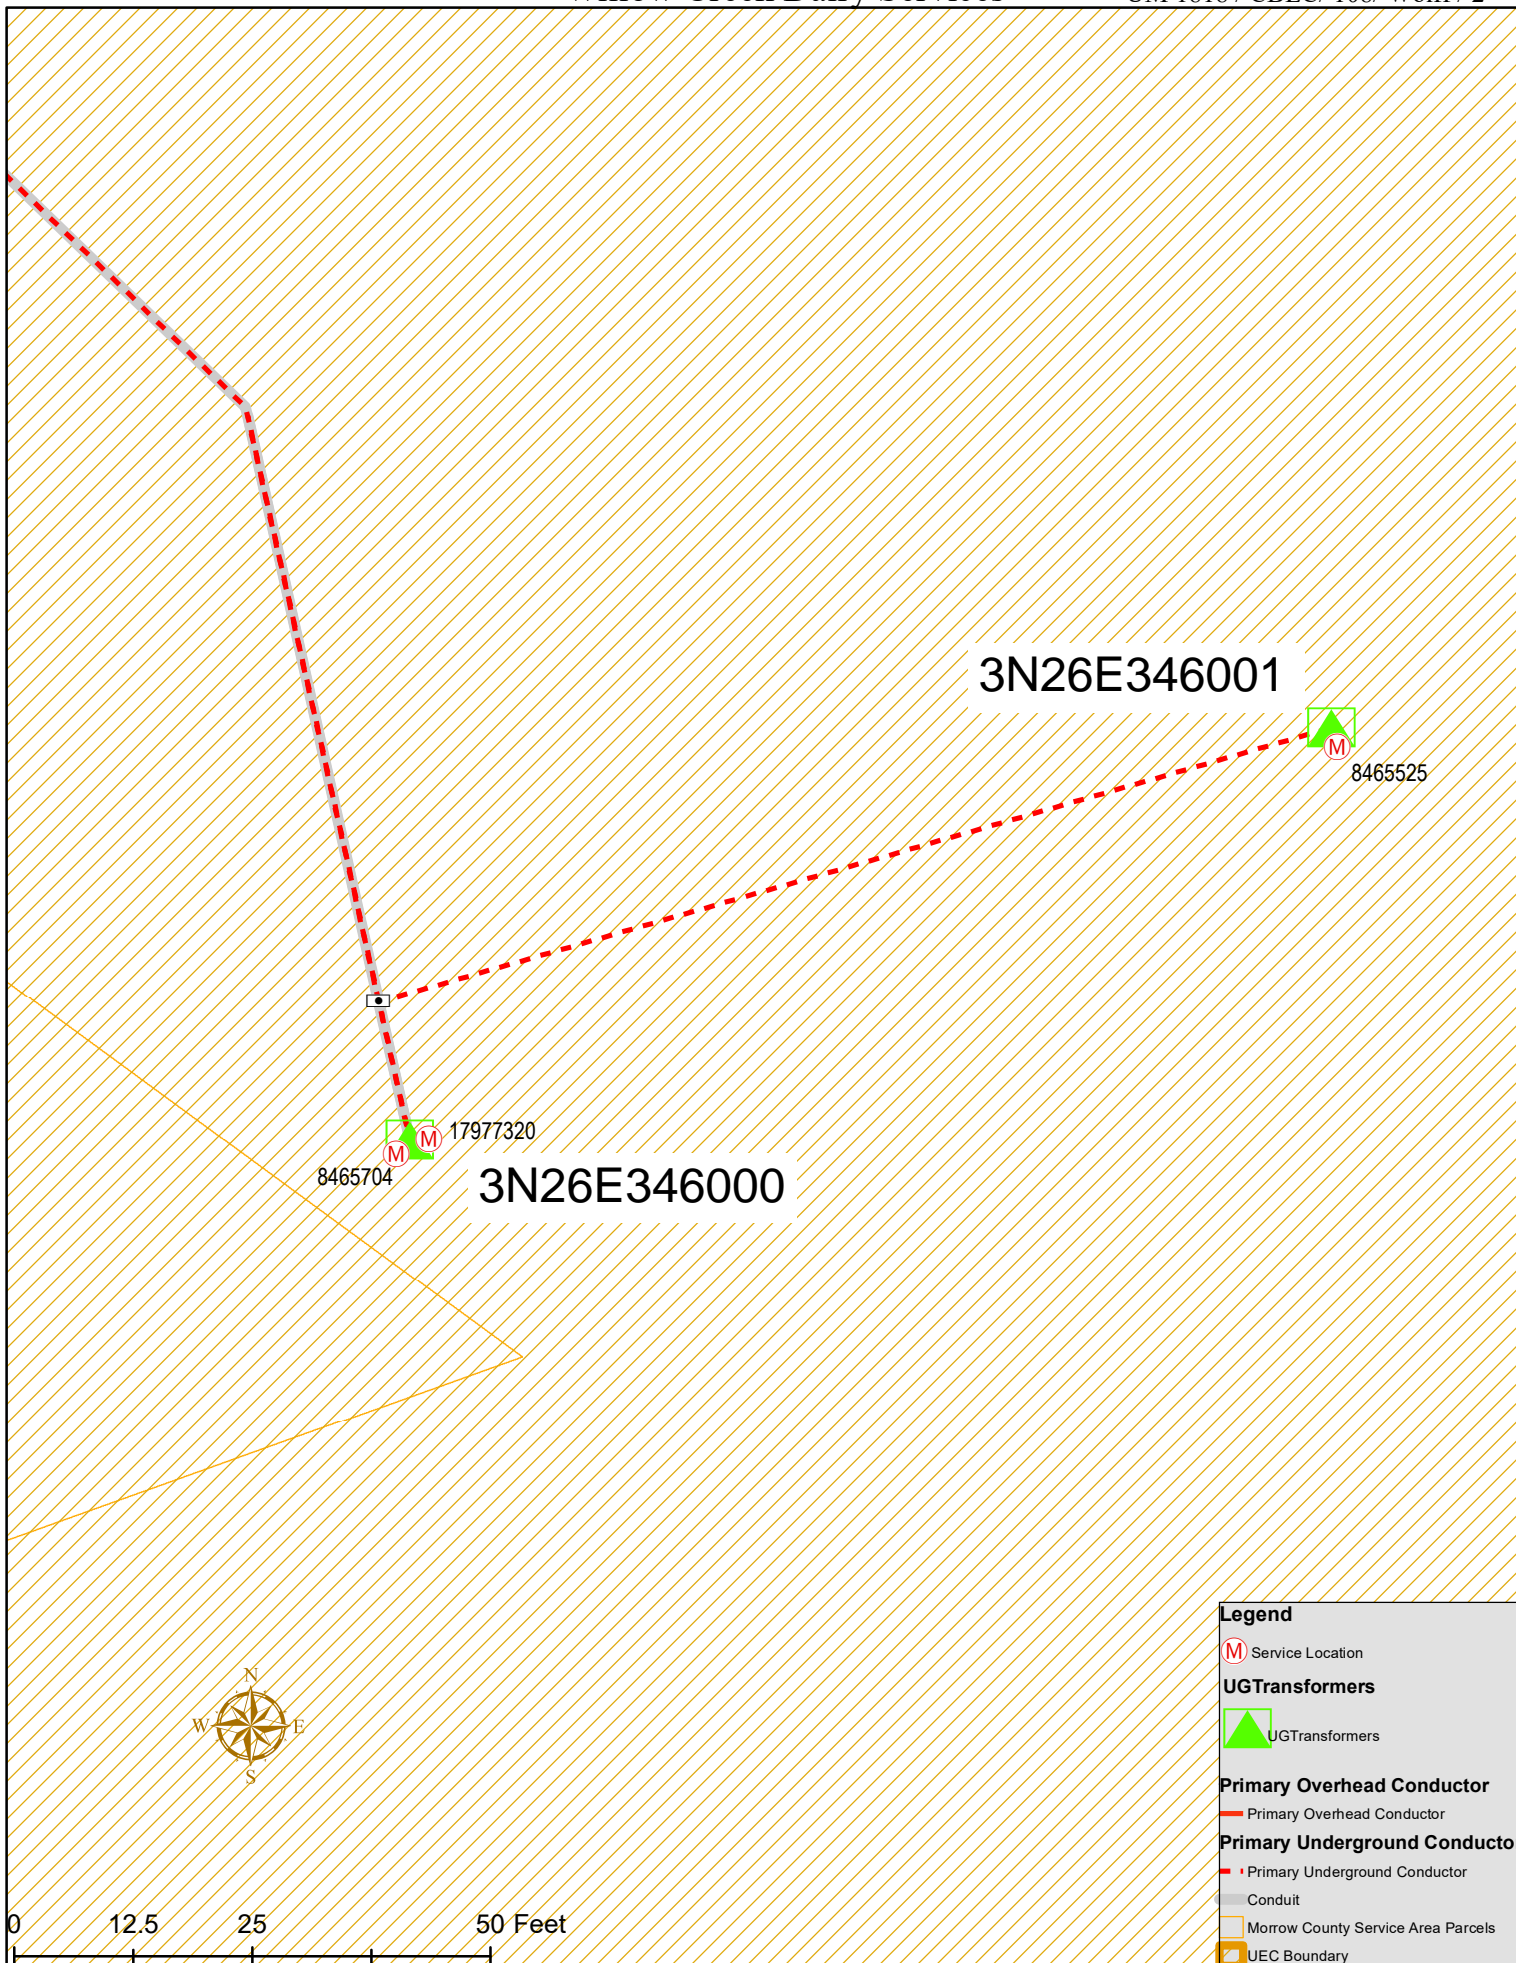 3N26E346001
8465525
17977320
8465704
3N26E346000
Legend
M Service Location
UGTransformers
UGTransformers
Primary Overhead Conductor
Primary Overhead Conductor
Primary Underground Conducto
Primary Underground Conductor
Conduit
Morrow County Service Area Parcels
UEC Boundary
N
W E
S
0 12.5 25 50 Feet